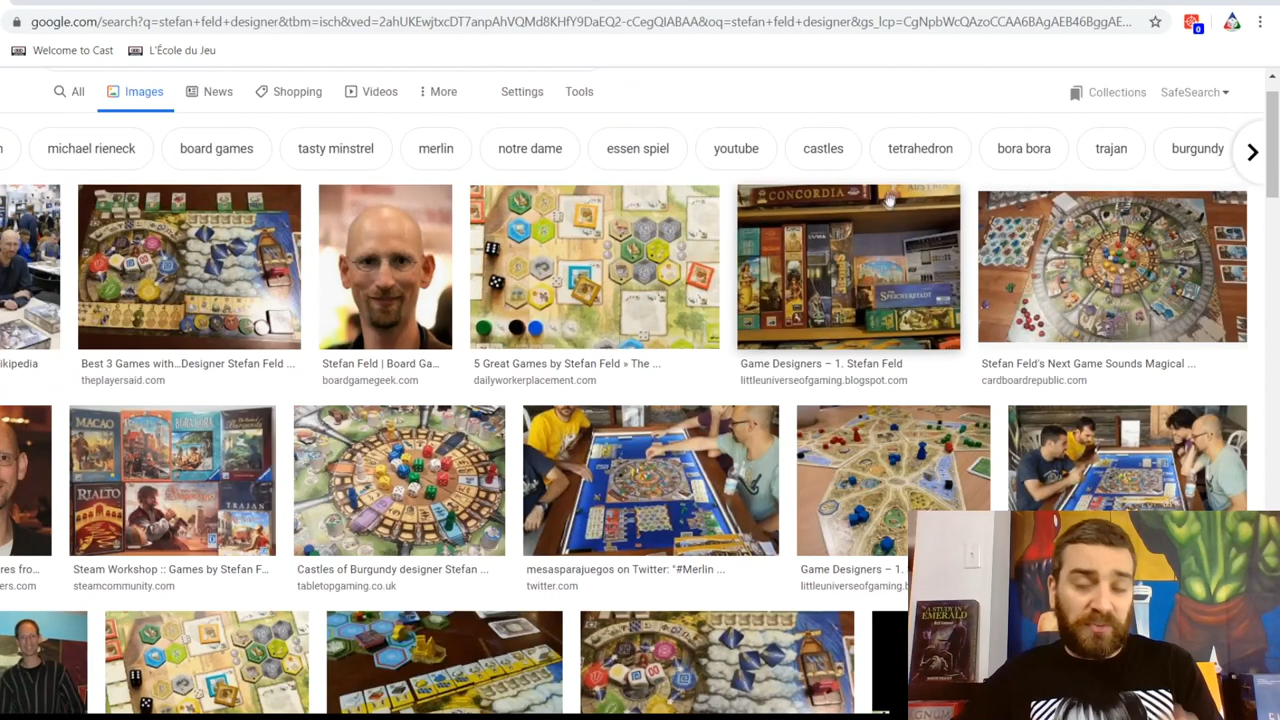 google.com/search?q=stefan+feld+designer&tbm=isch&ved=2ahUKEwjtxcDT7anpAhVQMd8KHfY9DaEQ2-cCegQIABAA&oq=stefan+feld+designer&gs_lcp=CgNpbWcQAzoCCAA6BAgAEB46BggAE...
0
Welcome to Cast
L'École du Jeu
All
Images
News
Shopping
Videos
More
Settings
Tools
Collections
SafeSearch
michael rieneck
board games
tasty minstrel
merlin
notre dame
essen spiel
youtube
castles
tetrahedron
bora bora
trajan
burgundy
CONCORDIA
SPEICHERSTADT
ikipedia
Best 3 Games with...Designer Stefan Feld ...
theplayersaid.com
Stefan Feld | Board Ga...
boardgamegeek.com
5 Great Games by Stefan Feld » The ...
dailyworkerplacement.com
Game Designers – 1. Stefan Feld
littleuniverseofgaming.blogspot.com
Stefan Feld's Next Game Sounds Magical ...
cardboardrepublic.com
MACAO
BORA BORA
RIALTO
TRAJAN
res fro...
ers.com
Steam Workshop :: Games by Stefan F...
steamcommunity.com
Castles of Burgundy designer Stefan ...
tabletopgaming.co.uk
mesasparajuegos on Twitter: "#Merlin ...
twitter.com
Game Designers – 1.
littleuniverseofgaming.b
A STUDY IN
EMERALD